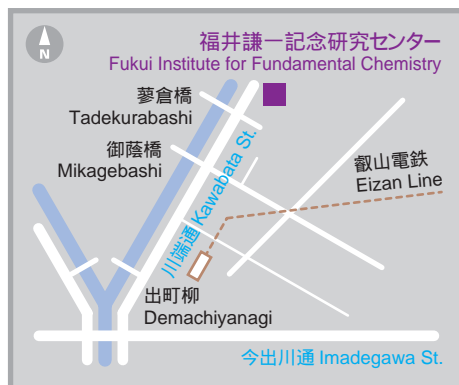 N
福井謙一記念研究センター
Fukui Institute for Fundamental Chemistry
蓼倉橋
Tadekurabashi
御蔭橋
Mikagebashi
叡山電鉄
Eizan Line
川端通 Kawabata St.
出町柳
Demachiyanagi
今出川通 Imadegawa St.